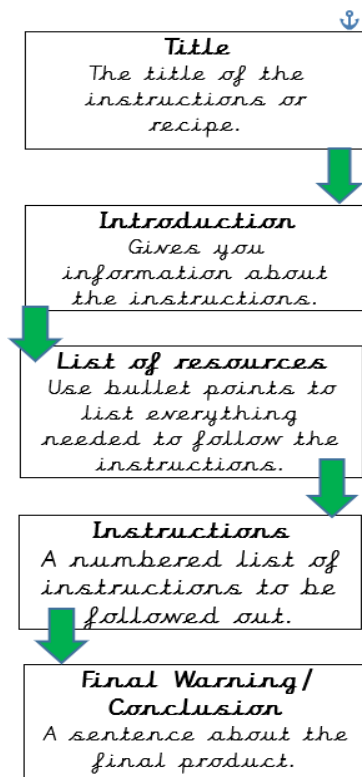 Title
The title of the
instructions or
recipe.
Introduction
Gives you
information about
the instructions.
List of resources
Use bullet points to
list everything
needed to follow the
instructions.
Instructions
A numbered list of
instructions to be
followed out.
Final Warning/
Conclusion
A sentence about the
final product.